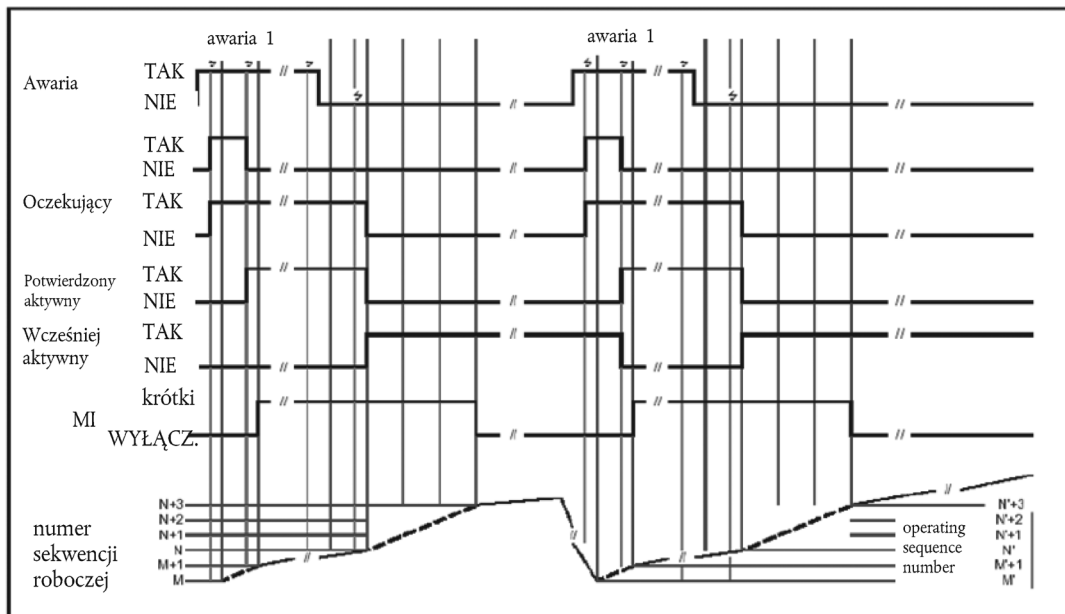 awaria 1
awaria 1
Awaria
TAK
NIE
TAK
NIE
Oczekujący
TAK
NIE
Potwierdzony
aktywny
TAK
NIE
Wcześniej
aktywny
TAK
NIE
MI
krótki
WYŁĄCZ.
numer
sekwencji
roboczej
N+3
N+2
N+1
N
M+1
M
operating
sequence
number
N'+3
N'+2
N'+1
N'
M'+1
M'